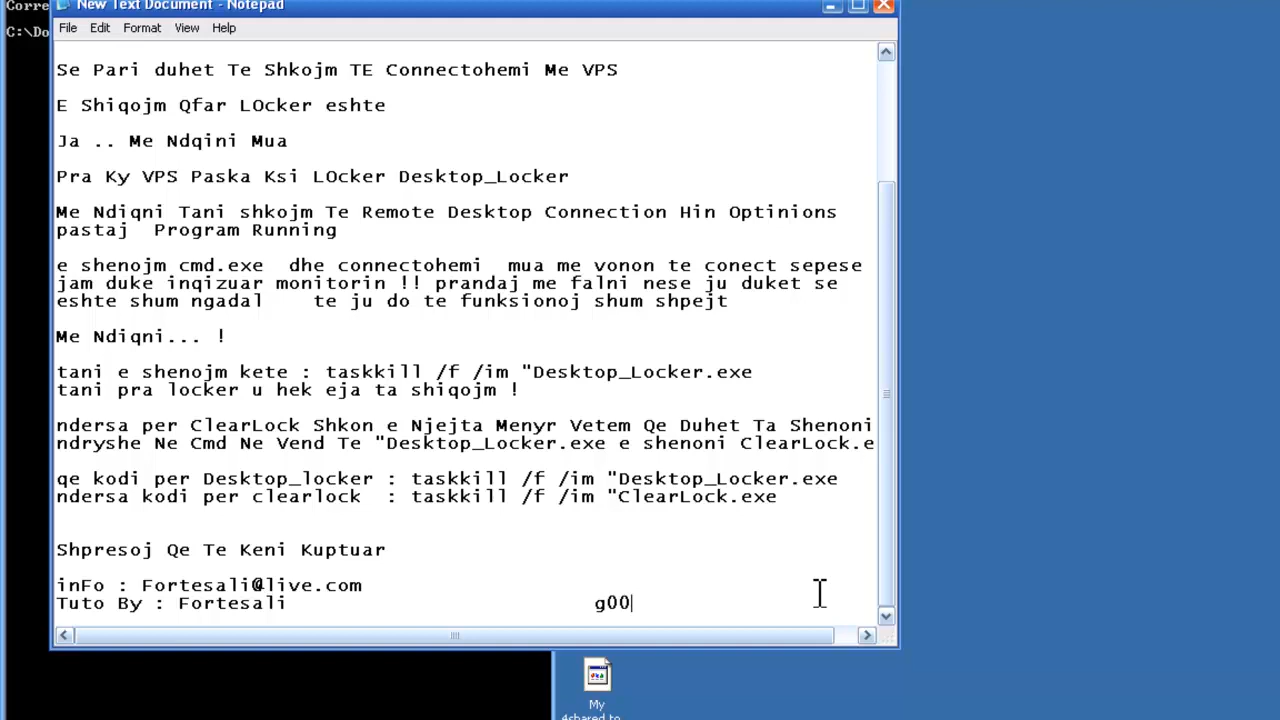 Corre
New Text Document - Notepad
C:\Do
File Edit Format View Help
Se Pari duhet Te Shkojm TE Connectohemi Me VPS
E Shiqojm Qfar LOcker eshte
Ja .. Me Ndqini Mua
Pra Ky VPS Paska Ksi LOcker Desktop_Locker
Me Ndiqni Tani shkojm Te Remote Desktop Connection Hin Optinions
pastaj Program Running
e shenojm cmd.exe dhe connectohemi mua me vonon te conect sepese
jam duke inqizuar monitorin !! prandaj me falni nese ju duket se
eshte shum ngadal te ju do te funksionoj shum shpejt
Me Ndiqni... !
tani e shenojm kete : taskkill /f /im "Desktop_Locker.exe
tani pra locker u hek eja ta shiqojm !
ndersa per ClearLock Shkon e Njejta Menyr Vetem Qe Duhet Ta Shenoni
ndryshe Ne Cmd Ne Vend Te "Desktop_Locker.exe e shenoni ClearLock.e
qe kodi per Desktop_locker : taskkill /f /im "Desktop_Locker.exe
ndersa kodi per clearlock : taskkill /f /im "ClearLock.exe
Shpresoj Qe Te Keni Kuptuar
inFo : Fortesali@live.com
Tuto By : Fortesali g00
My
4shared to